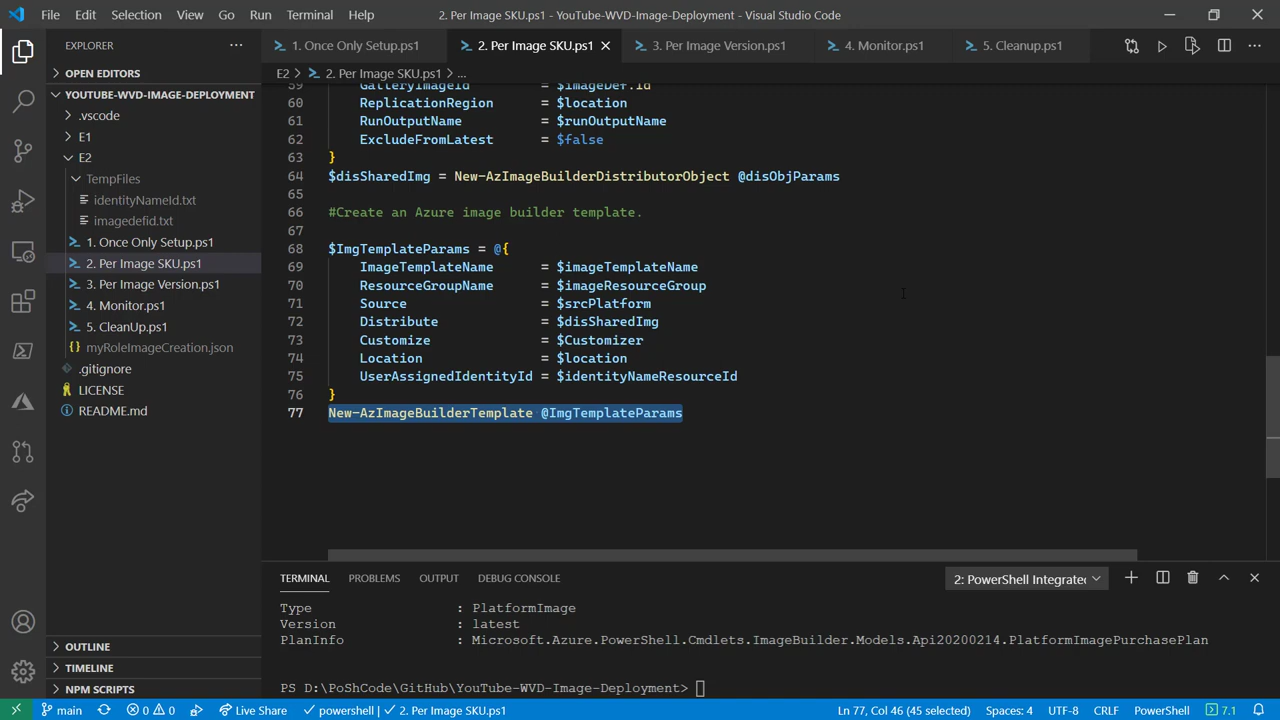 File Edit Selection View Go Run Terminal Help 2. Per Image SKU.ps1 - YouTube-WVD-Image-Deployment - Visual Studio Code
EXPLORER
1. Once Only Setup.ps1 2. Per Image SKU.ps1 3. Per Image Version.ps1 4. Monitor.ps1 5. Cleanup.ps1
OPEN EDITORS
YOUTUBE-WVD-IMAGE-DEPLOYMENT
.vscode
E1
E2
TempFiles
identityNameId.txt
imagedefid.txt
1. Once Only Setup.ps1
2. Per Image SKU.ps1
3. Per Image Version.ps1
4. Monitor.ps1
5. CleanUp.ps1
myRoleImageCreation.json
.gitignore
LICENSE
README.md
OUTLINE
TIMELINE
NPM SCRIPTS
E2 > 2. Per Image SKU.ps1 > ...
59 GalleryImageId = $imageDef.id
60 ReplicationRegion = $location
61 RunOutputName = $runOutputName
62 ExcludeFromLatest = $false
63 }
64 $disSharedImg = New-AzImageBuilderDistributorObject @disObjParams
65
66 #Create an Azure image builder template.
67
68 $ImgTemplateParams = @{
69 ImageTemplateName = $imageTemplateName
70 ResourceGroupName = $imageResourceGroup
71 Source = $srcPlatform
72 Distribute = $disSharedImg
73 Customize = $Customizer
74 Location = $location
75 UserAssignedIdentityId = $identityNameResourceId
76 }
77 New-AzImageBuilderTemplate @ImgTemplateParams
TERMINAL PROBLEMS OUTPUT DEBUG CONSOLE 2: PowerShell Integrate
Type : PlatformImage
Version : latest
PlanInfo : Microsoft.Azure.PowerShell.Cmdlets.ImageBuilder.Models.Api20200214.PlatformImagePurchasePlan
PS D:\PoShCode\GitHub\YouTube-WVD-Image-Deployment>
main 0 0 Live Share powershell | 2. Per Image SKU.ps1 Ln 77, Col 46 (45 selected) Spaces: 4 UTF-8 CRLF PowerShell 7.1